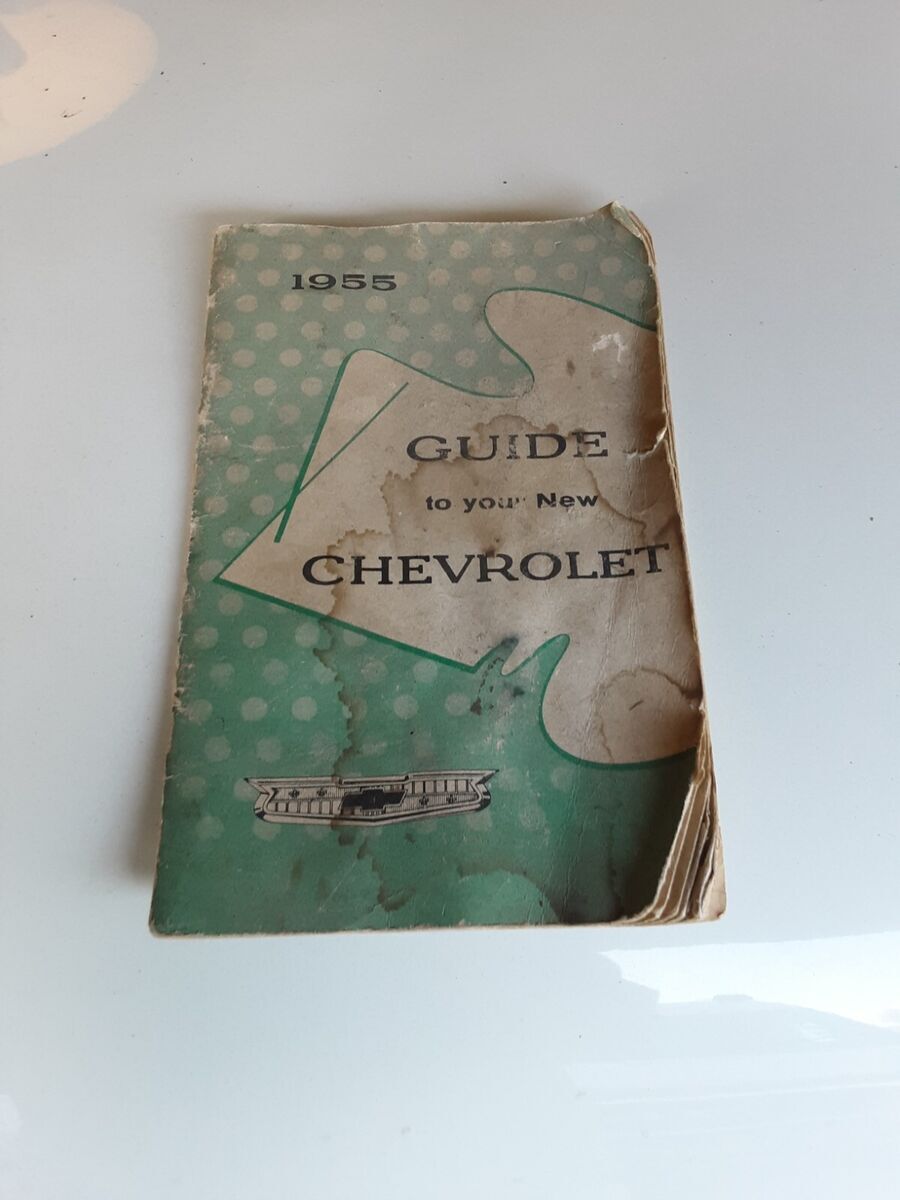 1955
GUIDE
to your New
CHEVROLET